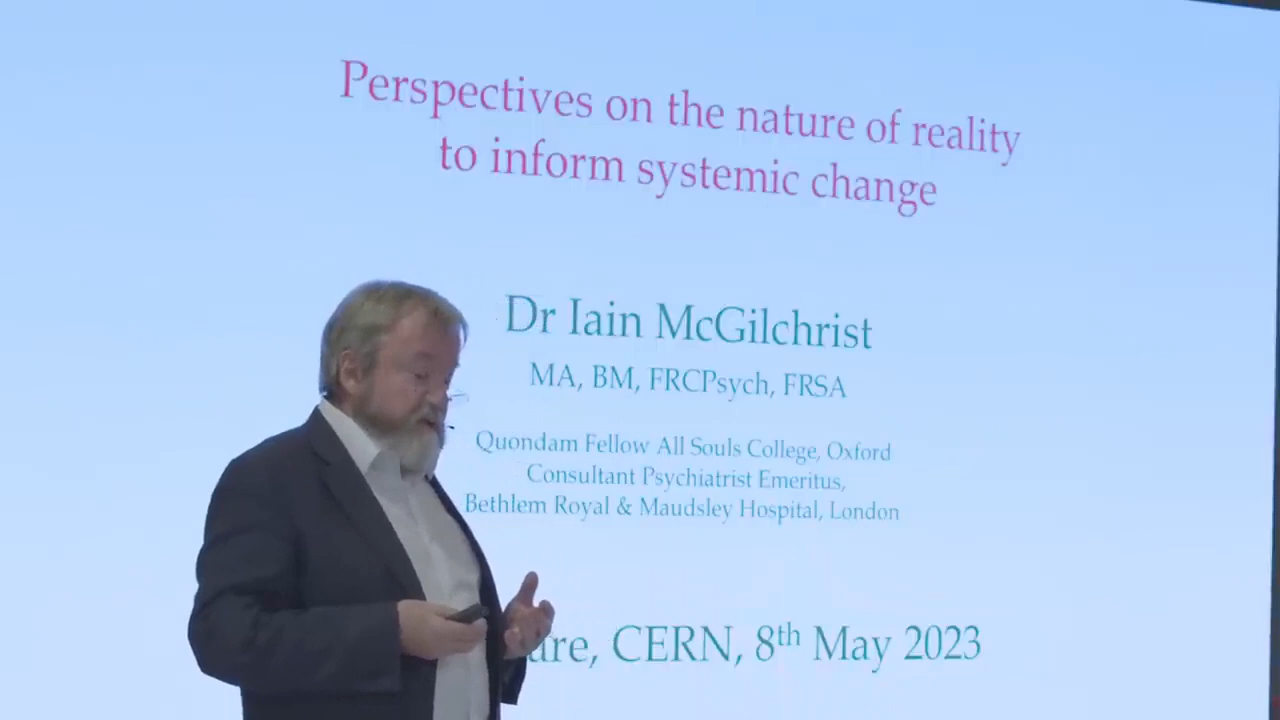 Perspectives on the nature of reality
to inform systemic change
Dr Iain McGilchrist
MA, BM, FRCPsych, FRSA
Quondam Fellow All Souls College, Oxford
Consultant Psychiatrist Emeritus,
Bethlem Royal & Maudsley Hospital, London
CERN, 8th May 2023